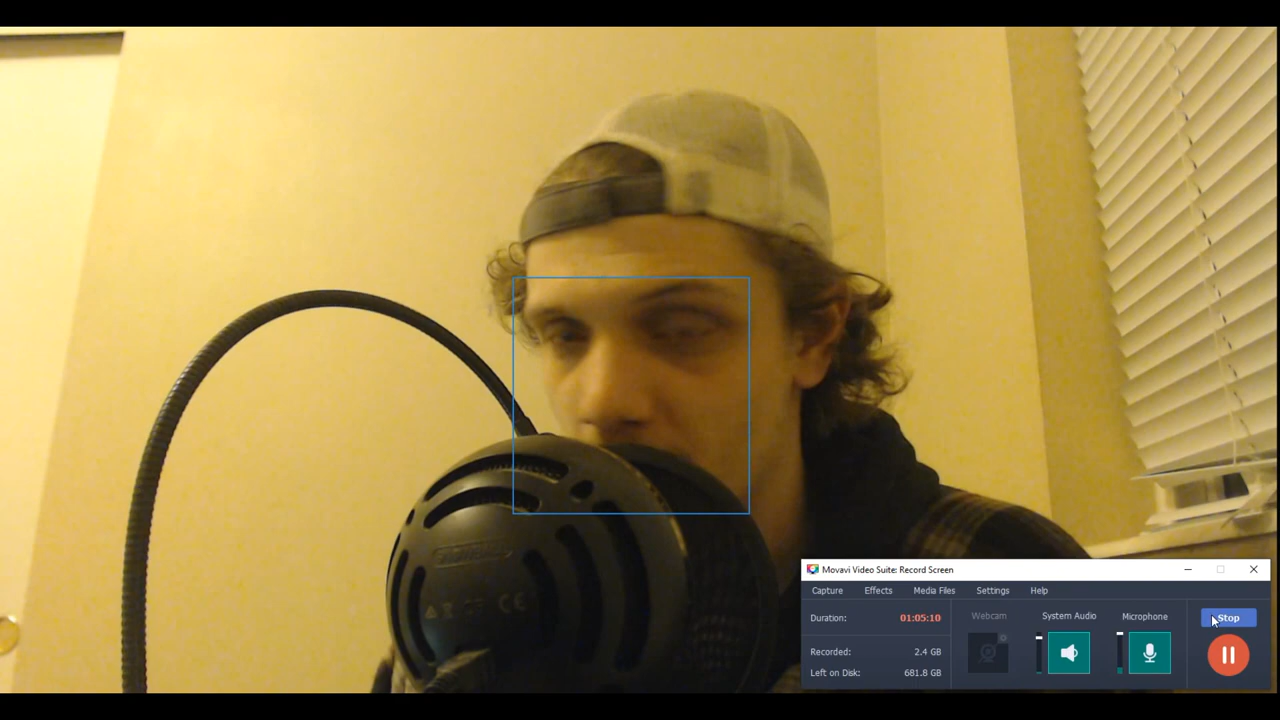 Movavi Video Suite: Record Screen
Capture Effects Media Files Settings Help
Duration: 01:05:10 Webcam System Audio Microphone Stop
Recorded: 2.4 GB
Left on Disk: 681.8 GB
CE